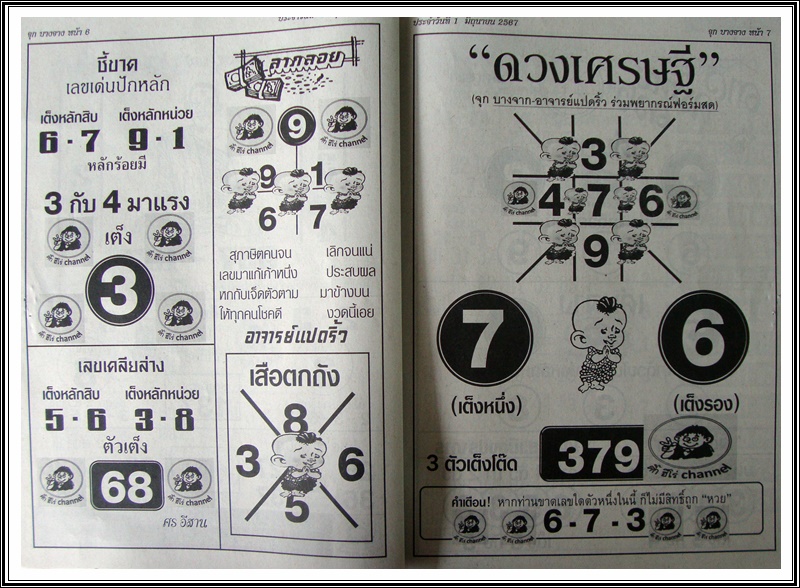 จุก บางจาง หน้า 6
ชี้ขาด
เลขเด่นปักหลัก
เต็งหลักสิบ เต็งหลักหน่วย
6 - 7 9 - 1
หลักร้อยมี
3 กับ 4 มาแรง
เต็ง
3
เลขเคลียล่าง
เต็งหลักสิบ เต็งหลักหน่วย
5 - 6 3 - 8
ตัวเต็ง
68
ศร อีสาน
ลากลอย
9
9 1
6 7
สุภาษิตคนจน เลิกจนแน่
เลขมาแก้เก้าหนึ่ง ประสบผล
หกกับเจ็ดตัวตาม มาข้างบน
ให้ทุกคนโชคดี งวดนี้เอย
อาจารย์แปดริ้ว
เสือตกถัง
8
3 6
5
ประจำวันที่ 1 มิถุนายน 2567
จุก บางจาง หน้า 7
“ดวงเศรษฐี”
(จุก บางจาก-อาจารย์แปดริ้ว ร่วมพยากรณ์ฟอร์มสด)
3
4 7 6
9
7 6
(เต็งหนึ่ง) (เต็งรอง)
3 ตัวเต็งโต๊ด 379
คำเตือน! หากท่านขาดเลขใดตัวหนึ่งในนี้ ก็ไม่มีสิทธิ์ถูก “หวย”
6 - 7 - 3